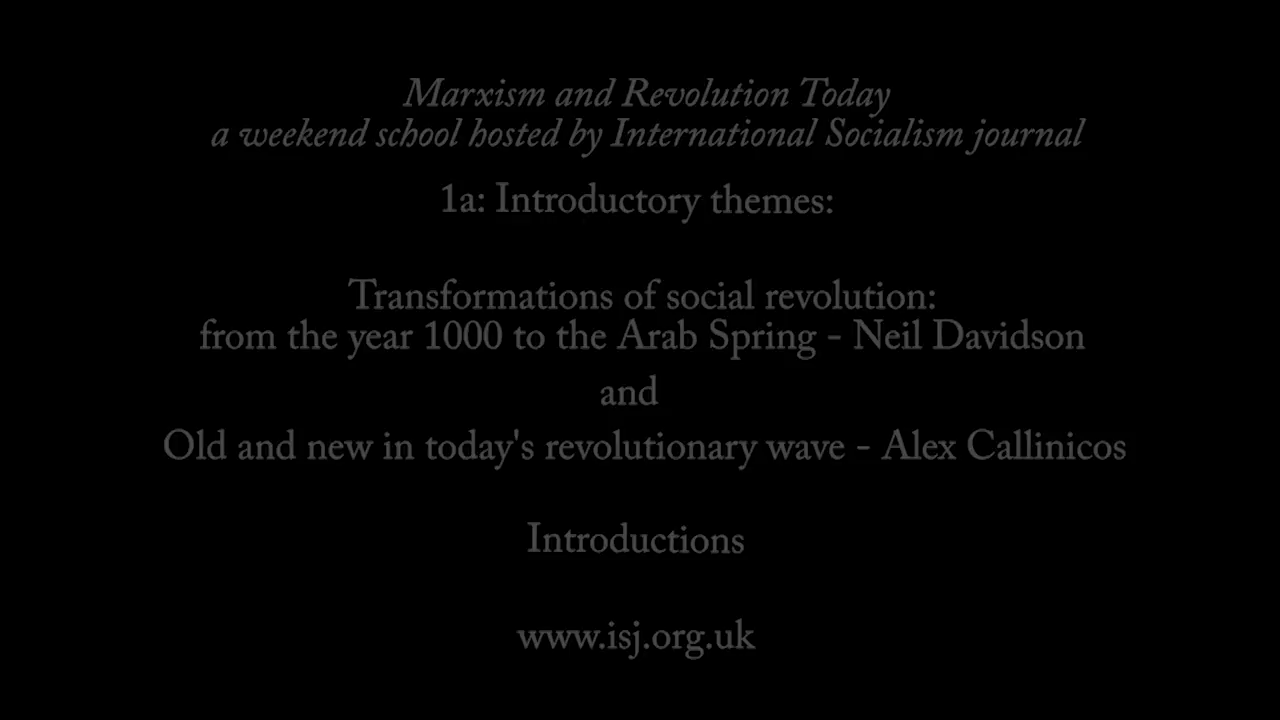 Marxism and Revolution Today
a weekend school hosted by International Socialism journal
1a: Introductory themes:
Transformations of social revolution:
from the year 1000 to the Arab Spring - Neil Davidson
and
Old and new in today's revolutionary wave - Alex Callinicos
Introductions
www.isj.org.uk